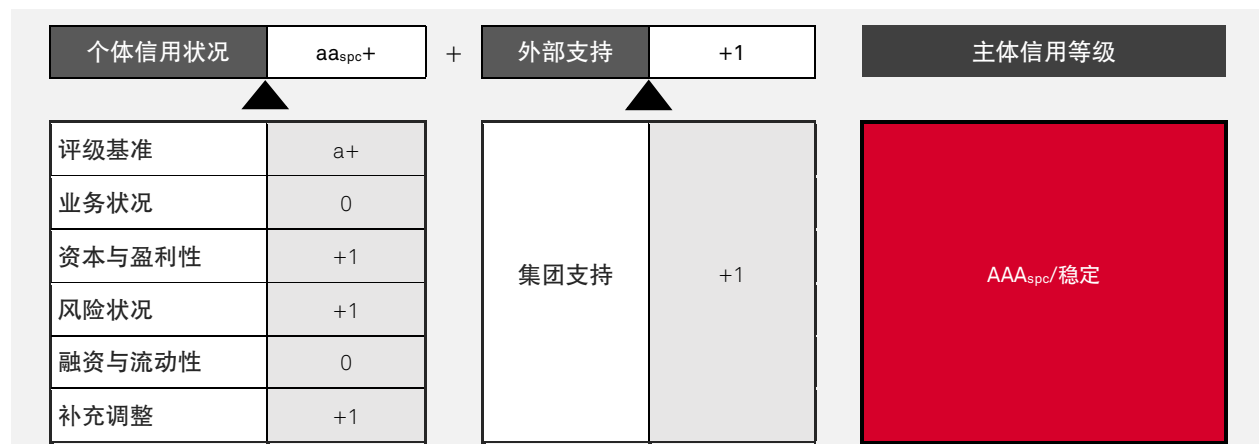 个体信用状况 aaspc+ + 外部支持 +1 主体信用等级
评级基准 a+
业务状况 0
资本与盈利性 +1
集团支持 +1 AAAspc/稳定
风险状况 +1
融资与流动性 0
补充调整 +1